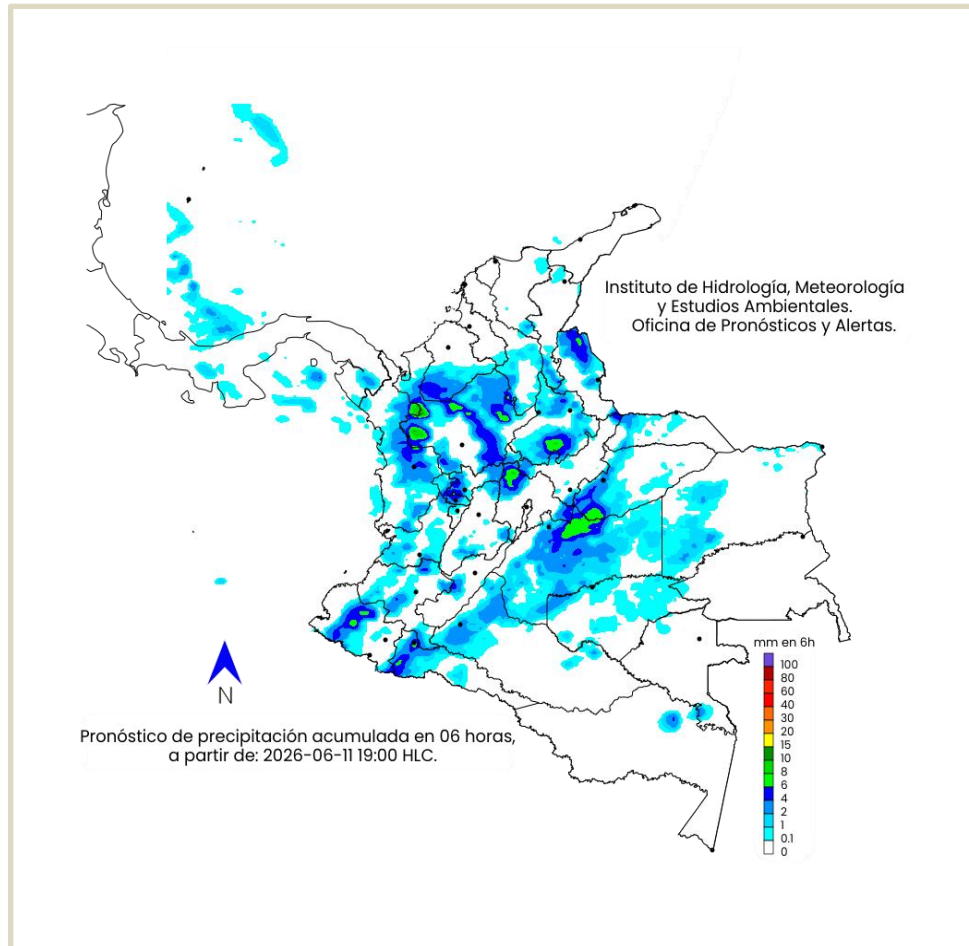 Instituto de Hidrología, Meteorología
y Estudios Ambientales.
Oficina de Pronósticos y Alertas.
N
Pronóstico de precipitación acumulada en 06 horas,
a partir de: 2026-06-11 19:00 HLC.
mm en 6h
100
80
60
40
30
20
15
10
8
6
4
2
1
0.1
0